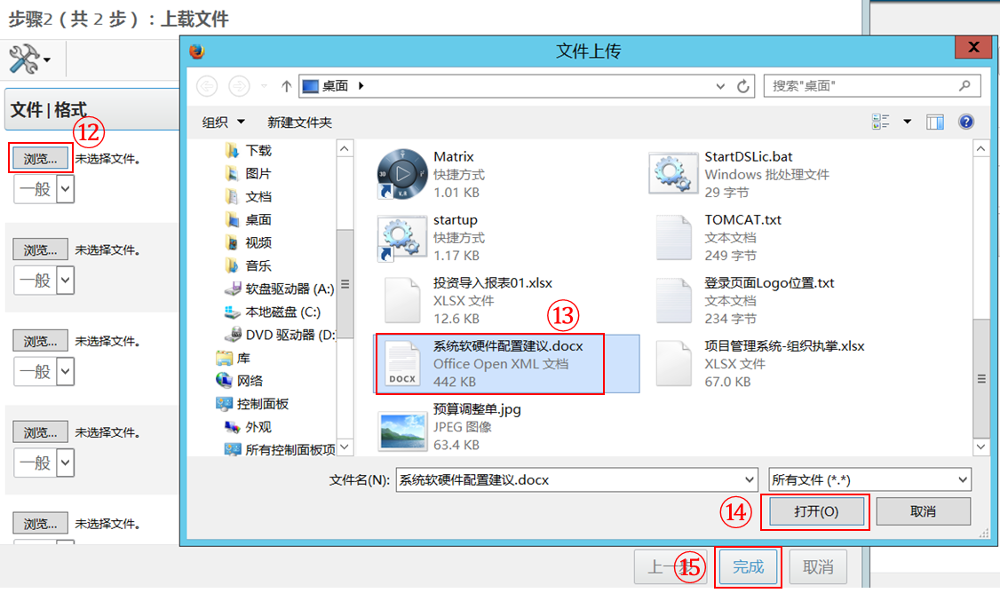 步骤2（共 2 步）：上载文件
文件上传
X
桌面
搜索"桌面"
组织
新建文件夹
文件 | 格式
⑫
浏览... 未选择文件。
一般
浏览... 未选择文件。
一般
浏览... 未选择文件。
一般
浏览... 未选择文件。
一般
浏览... 未选择文件。
下载
图片
文档
桌面
视频
音乐
软盘驱动器 (A:)
本地磁盘 (C:)
DVD 驱动器 (D:
库
网络
控制面板
外观
所有控制面板项
Matrix
快捷方式
1.01 KB
StartDSLic.bat
Windows 批处理文件
29 字节
startup
快捷方式
1.17 KB
TOMCAT.txt
文本文档
249 字节
投资导入报表01.xlsx
XLSX 文件
12.6 KB
登录页面Logo位置.txt
文本文档
234 字节
⑬
DOCX
系统软硬件配置建议.docx
Office Open XML 文档
442 KB
项目管理系统-组织执掌.xlsx
XLSX 文件
67.0 KB
预算调整单.jpg
JPEG 图像
63.4 KB
文件名(N): 系统软硬件配置建议.docx
所有文件 (*.*)
⑭
打开(O)
取消
上一步
⑮
完成
取消